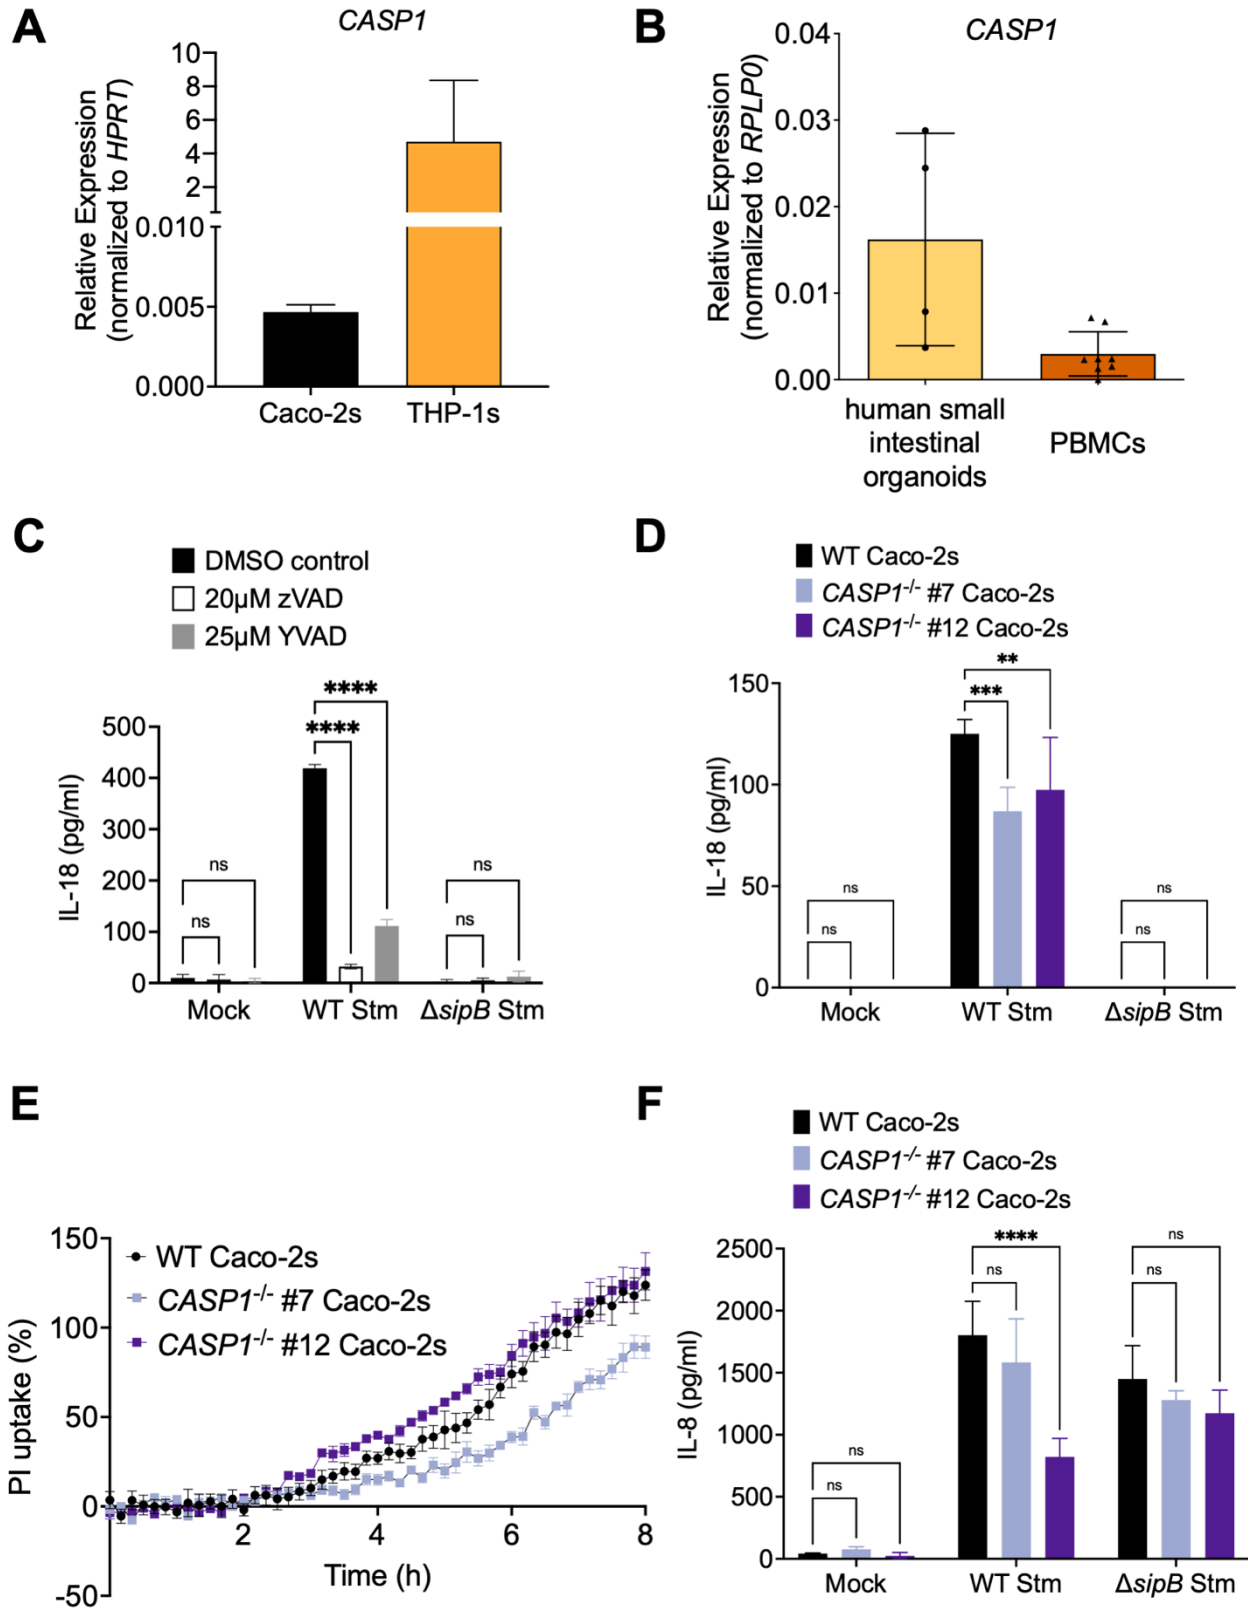 A
CASP1
Relative Expression
(normalized to HPRT)
10
8
6
4
2
0.010
0.005
0.000
Caco-2s
THP-1s
B
CASP1
Relative Expression
(normalized to RPLP0)
0.04
0.03
0.02
0.01
0.00
human small
intestinal
organoids
PBMCs
C
DMSO control
20µM zVAD
25µM YVAD
IL-18 (pg/ml)
500
400
300
200
100
0
ns
ns
****
****
ns
ns
Mock
WT Stm
ΔsipB Stm
D
WT Caco-2s
CASP1-/- #7 Caco-2s
CASP1-/- #12 Caco-2s
IL-18 (pg/ml)
150
100
50
0
ns
ns
**
***
ns
ns
Mock
WT Stm
ΔsipB Stm
E
WT Caco-2s
CASP1-/- #7 Caco-2s
CASP1-/- #12 Caco-2s
PI uptake (%)
150
100
50
0
-50
2
4
6
8
Time (h)
F
WT Caco-2s
CASP1-/- #7 Caco-2s
CASP1-/- #12 Caco-2s
IL-8 (pg/ml)
2500
2000
1500
1000
500
0
ns
ns
****
ns
ns
ns
Mock
WT Stm
ΔsipB Stm